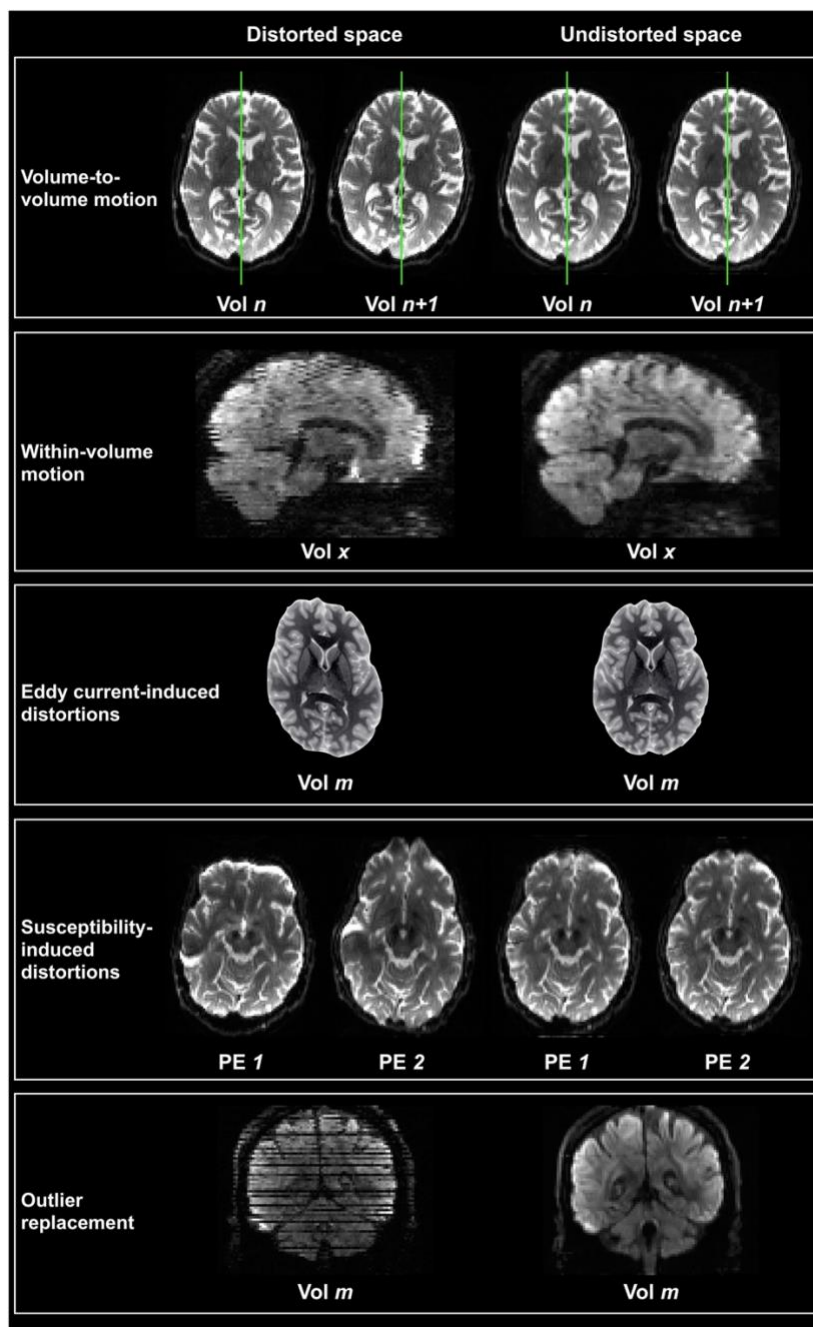 Distorted space Undistorted space
Volume-to-
volume motion
Vol n Vol n+1 Vol n Vol n+1
Within-volume
motion
Vol x Vol x
Eddy current-induced
distortions
Vol m Vol m
Susceptibility-
induced
distortions
PE 1 PE 2 PE 1 PE 2
Outlier
replacement
Vol m Vol m